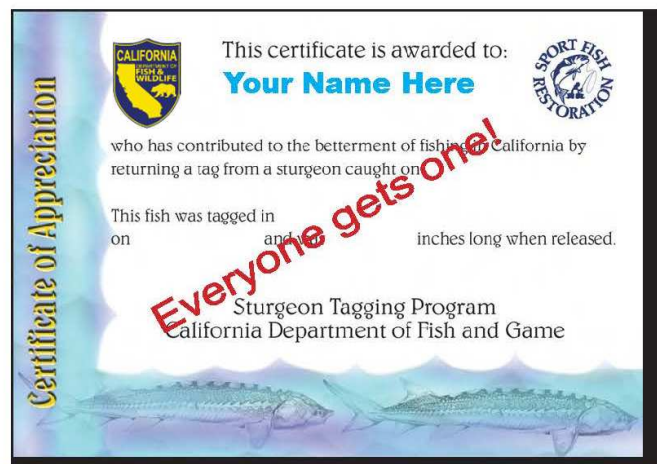 Certificate of Appreciation
CALIFORNIA
DEPARTMENT OF
FISH &
WILDLIFE
This certificate is awarded to:
Your Name Here
SPORT FISH
RESTORATION
who has contributed to the betterment of fishing in California by
returning a tag from a sturgeon caught on
Everyone gets one!
This fish was tagged in
on and was inches long when released.
Sturgeon Tagging Program
California Department of Fish and Game